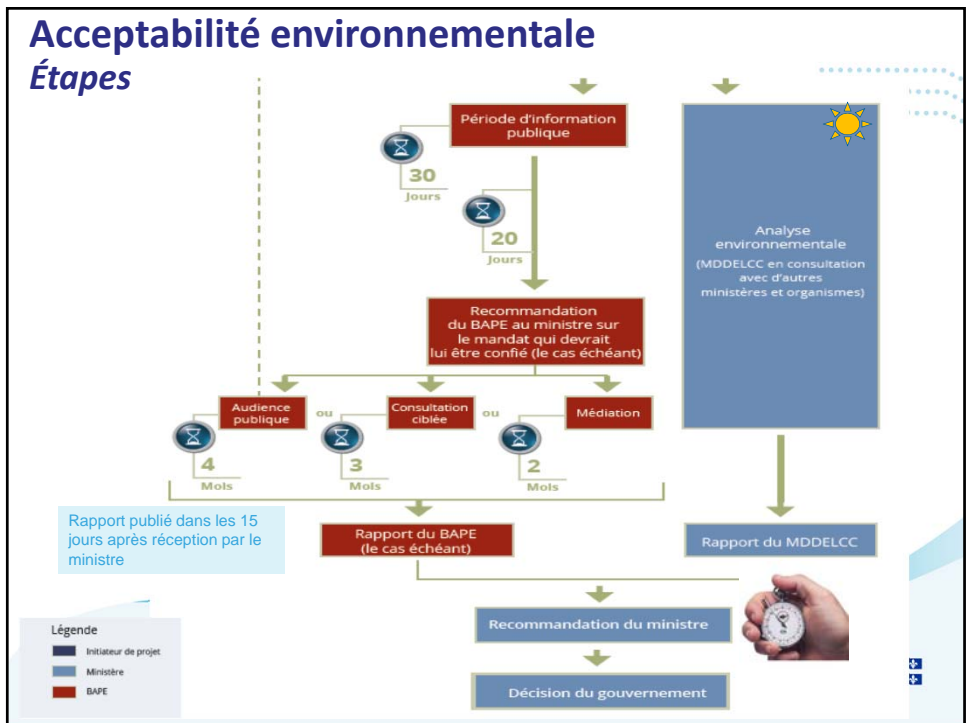 Acceptabilité environnementale
Étapes
Période d'information
publique
30
Jours
20
Jours
Analyse
environnementale
(MDDELCC en consultation
avec d'autres
ministères et organismes)
Recommandation
du BAPE au ministre sur
le mandat qui devrait
lui être confié (le cas échéant)
Audience
publique
ou
Consultation
ciblée
ou
Médiation
4
Mois
3
Mois
2
Mois
Rapport publié dans les 15
jours après réception par le
ministre
Rapport du BAPE
(le cas échéant)
Rapport du MDDELCC
Recommandation du ministre
Décision du gouvernement
Légende
Initiateur de projet
Ministère
BAPE